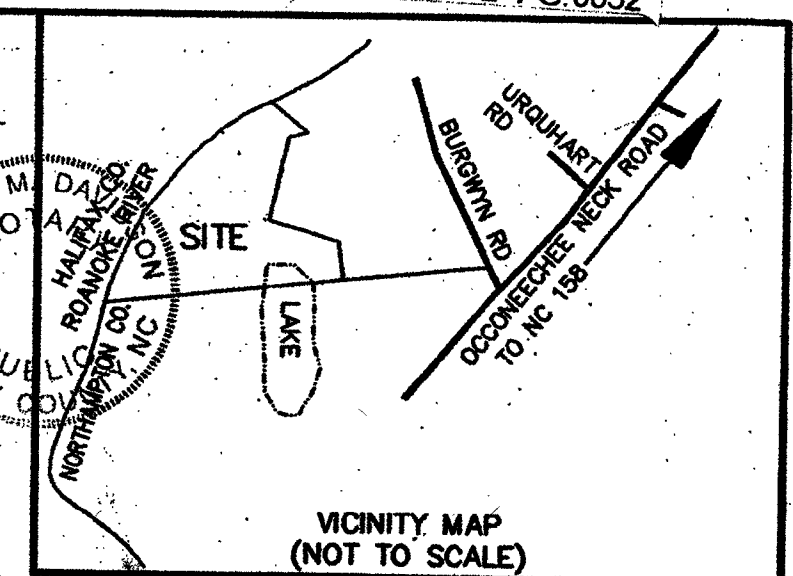 HALIFAX CO.
ROANOKE RIVER
NORTHAMPTON CO.
SITE
LAKE
BURGWYN RD
URQUHART
RD
OCCONEECHEE NECK ROAD
TO NC 158
M. DAVISON
NC
VICINITY MAP
(NOT TO SCALE)